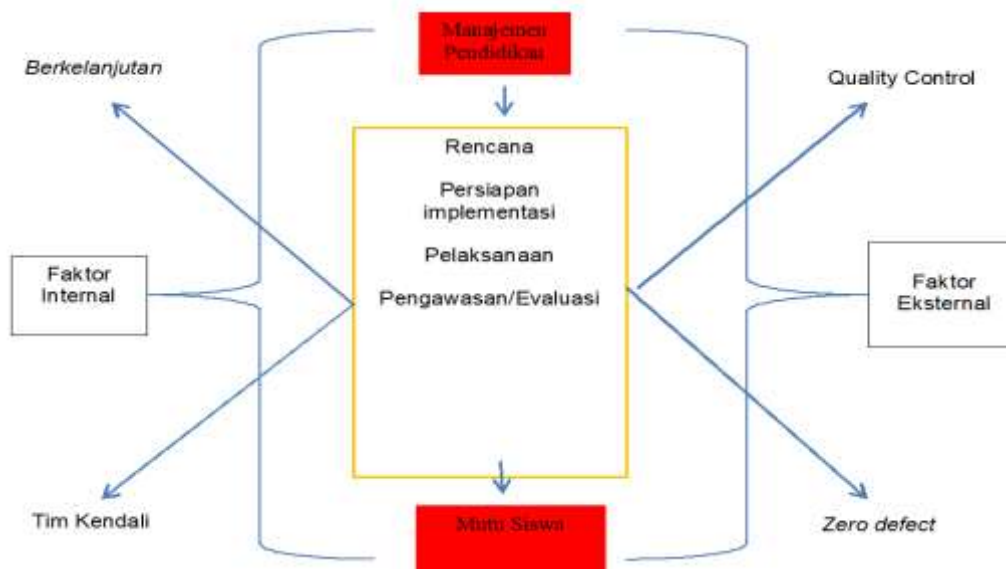 Manajemen
Pendidikan
Berkelanjutan
Quality Control
Rencana
Persiapan
implementasi
Pelaksanaan
Pengawasan/Evaluasi
Faktor
Internal
Faktor
Eksternal
Tim Kendali
Mutu Siswa
Zero defect